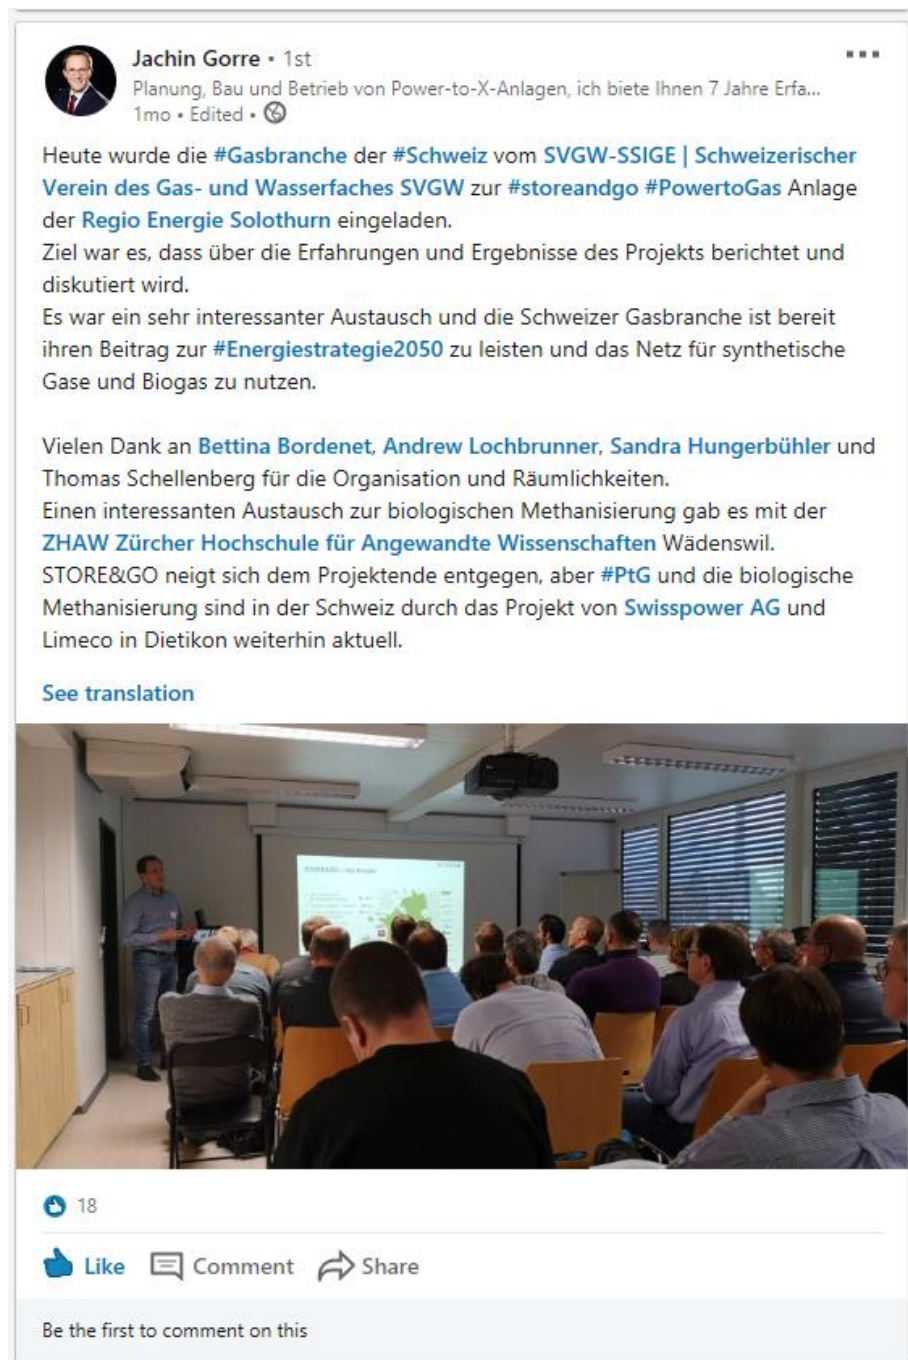 Jachin Gorre • 1st
Planung, Bau und Betrieb von Power-to-X-Anlagen, ich biete Ihnen 7 Jahre Erfa...
1mo • Edited •
Heute wurde die #Gasbranche der #Schweiz vom SVGW-SSIGE | Schweizerischer
Verein des Gas- und Wasserfaches SVGW zur #storeandgo #PowertoGas Anlage
der Regio Energie Solothurn eingeladen.
Ziel war es, dass über die Erfahrungen und Ergebnisse des Projekts berichtet und
diskutiert wird.
Es war ein sehr interessanter Austausch und die Schweizer Gasbranche ist bereit
ihren Beitrag zur #Energiestrategie2050 zu leisten und das Netz für synthetische
Gase und Biogas zu nutzen.
Vielen Dank an Bettina Bordenet, Andrew Lochbrunner, Sandra Hungerbühler und
Thomas Schellenberg für die Organisation und Räumlichkeiten.
Einen interessanten Austausch zur biologischen Methanisierung gab es mit der
ZHAW Zürcher Hochschule für Angewandte Wissenschaften Wädenswil.
STORE&GO neigt sich dem Projektende entgegen, aber #PtG und die biologische
Methanisierung sind in der Schweiz durch das Projekt von Swisspower AG und
Limeco in Dietikon weiterhin aktuell.
See translation
18
Like Comment Share
Be the first to comment on this